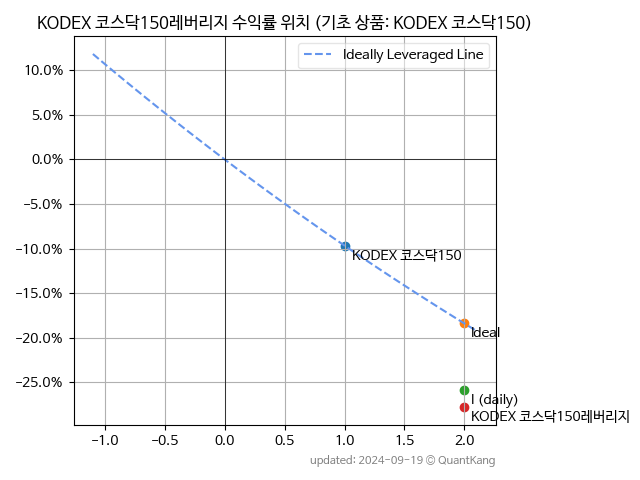 KODEX 코스닥150레버리지 수익률 위치 (기초 상품: KODEX 코스닥150)
Ideally Leveraged Line
10.0%
5.0%
0.0%
−5.0%
−10.0%
KODEX 코스닥150
−15.0%
−20.0%
Ideal
−25.0%
I (daily)
KODEX 코스닥150레버리지
−1.0 −0.5 0.0 0.5 1.0 1.5 2.0
updated: 2024-09-19 © QuantKang